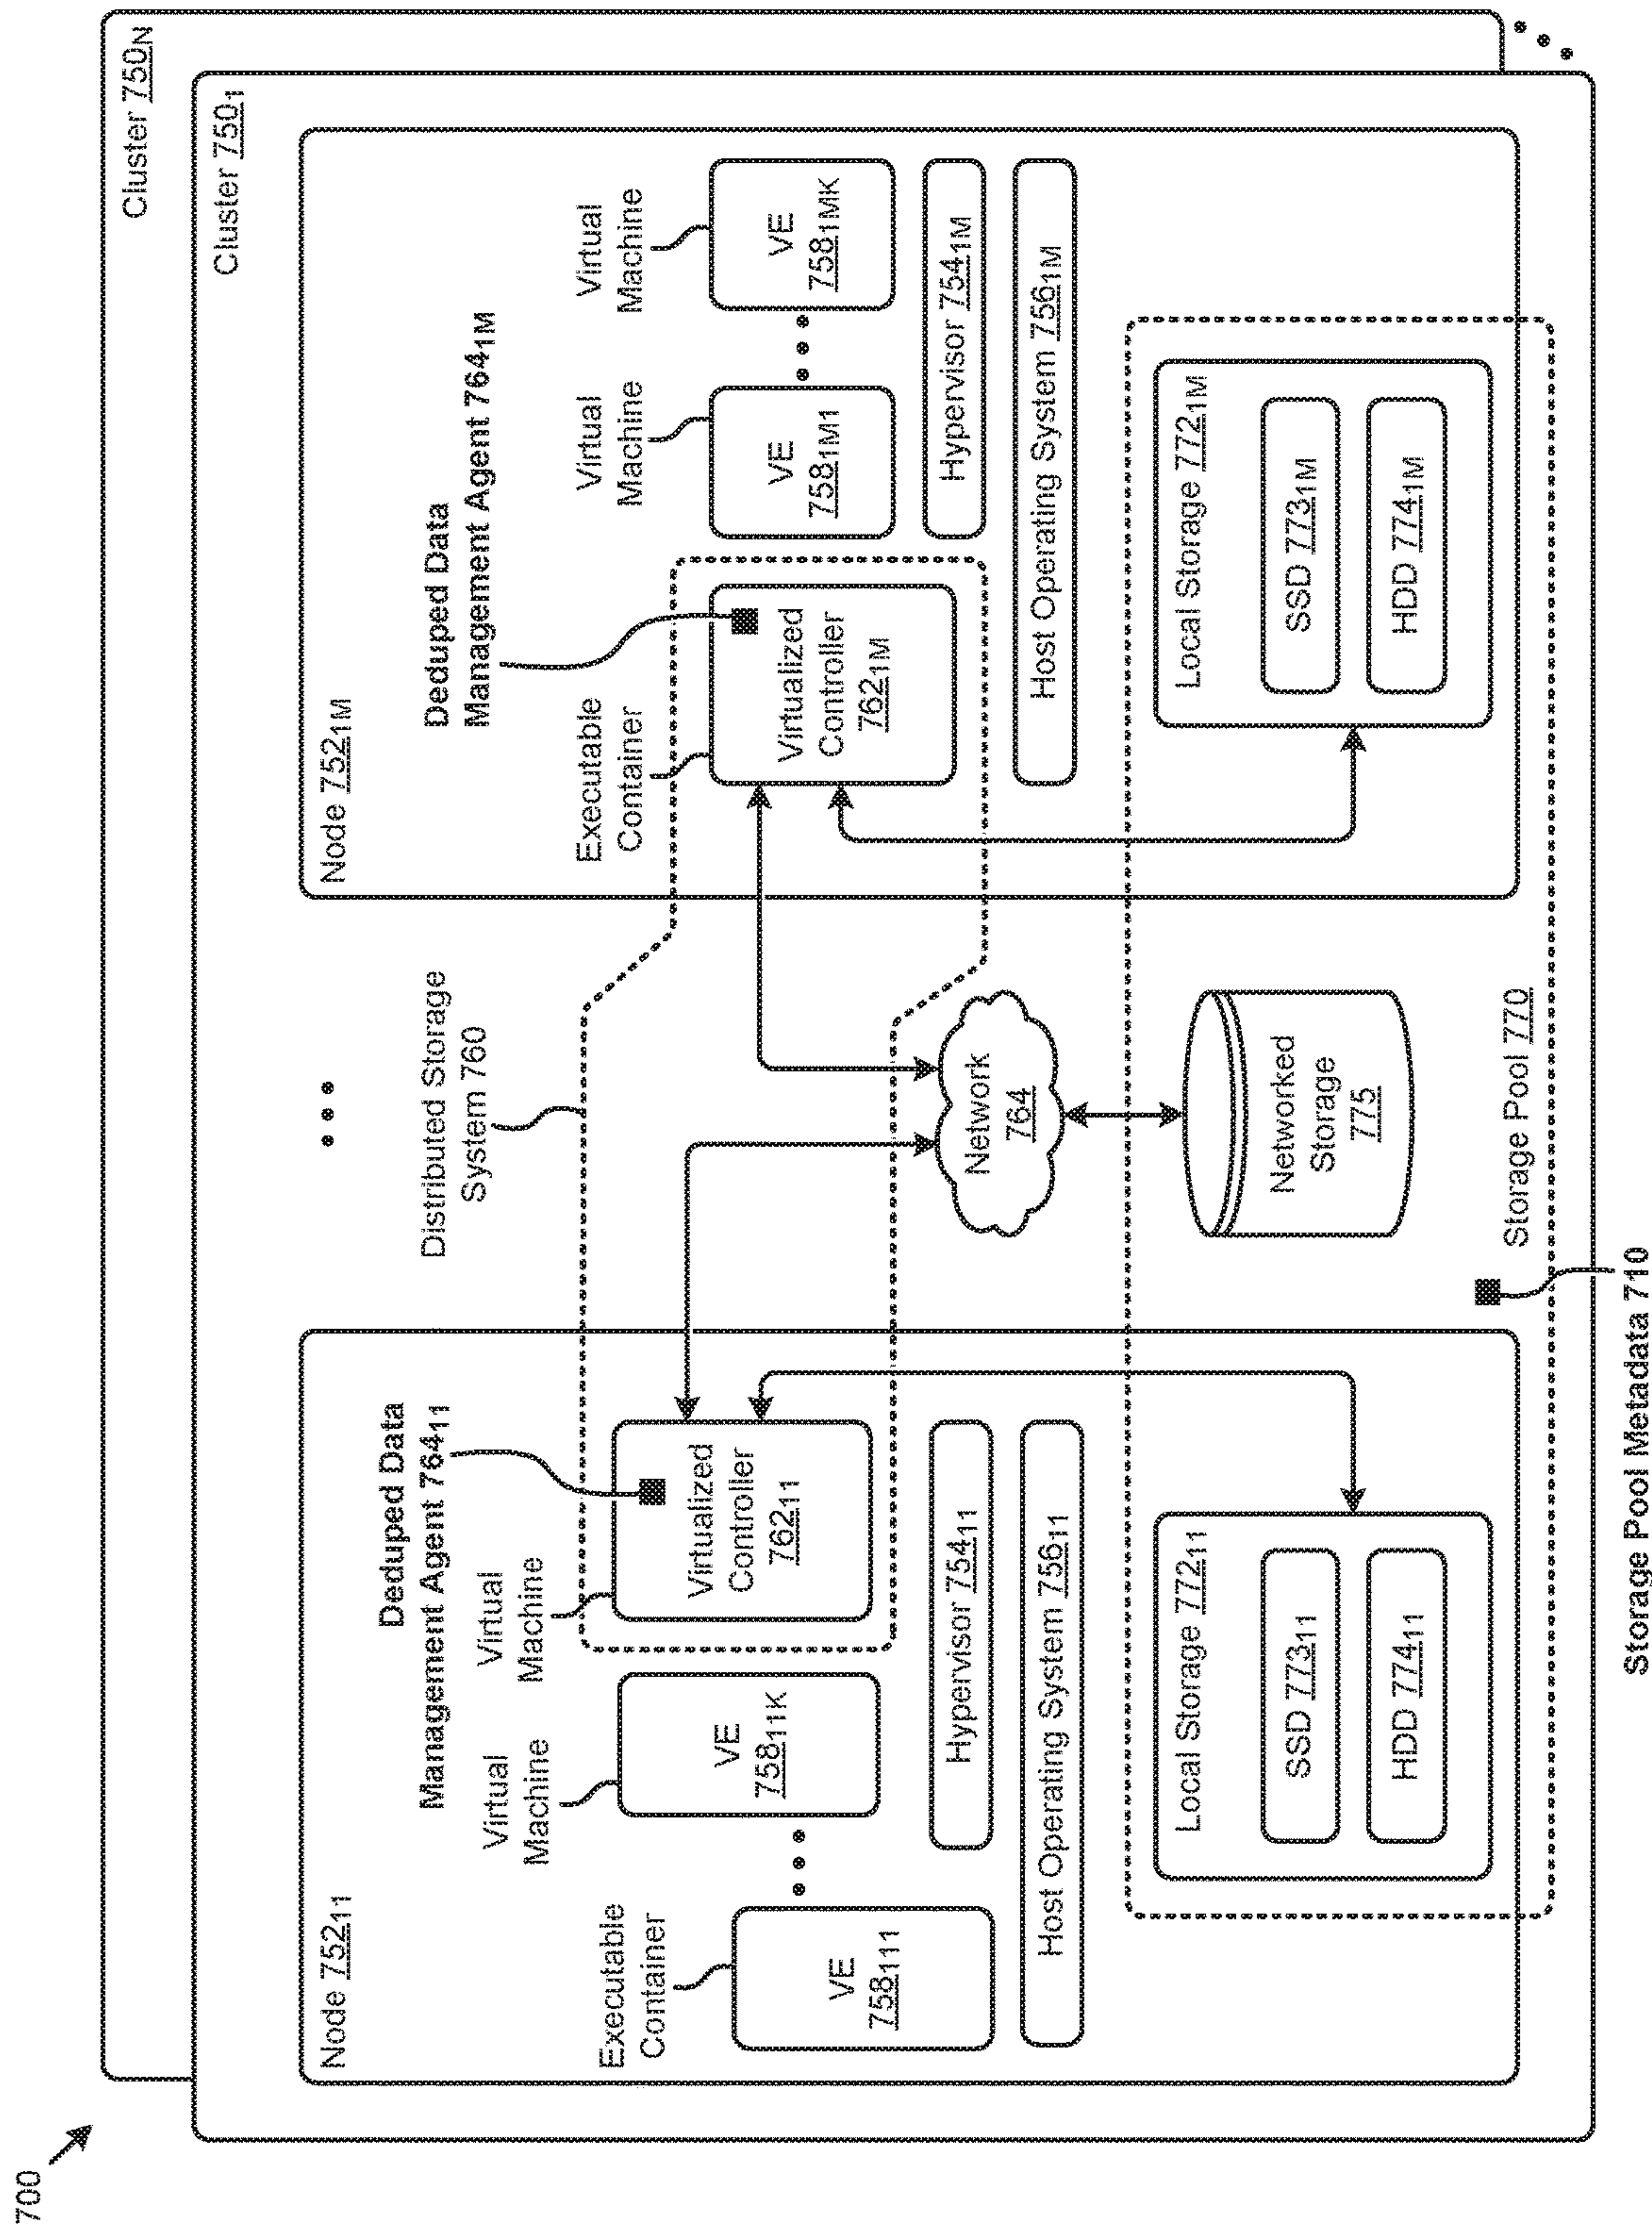 700
Cluster 750N
Cluster 7501
Node 75211
Deduped Data
Management Agent 76411
Virtual
Machine
Virtual
Machine
Executable
Container
VE
758111
VE
75811K
Virtualized
Controller
76211
Hypervisor 75411
Host Operating System 75611
Local Storage 77211
SSD 77311
HDD 77411
Distributed Storage
System 760
Network
764
Networked
Storage
775
Storage Pool 770
Storage Pool Metadata 710
Node 7521M
Deduped Data
Management Agent 7641M
Executable
Container
Virtual
Machine
Virtual
Machine
Virtualized
Controller
7621M
VE
7581M1
VE
7581MK
Hypervisor 7541M
Host Operating System 7561M
Local Storage 7721M
SSD 7731M
HDD 7741M